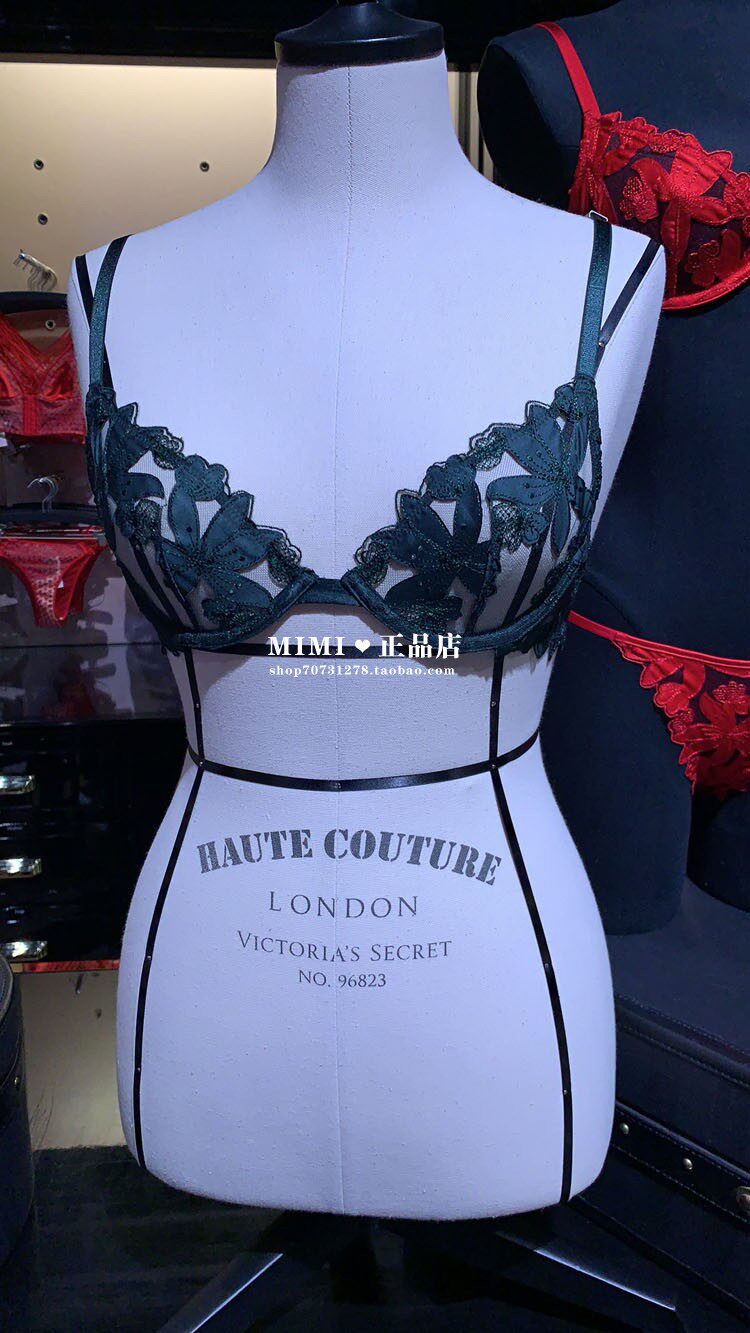 MIMI ❤ 正品店
shop70731278.taobao.com
HAUTE COUTURE
LONDON
VICTORIA'S SECRET
NO. 96823